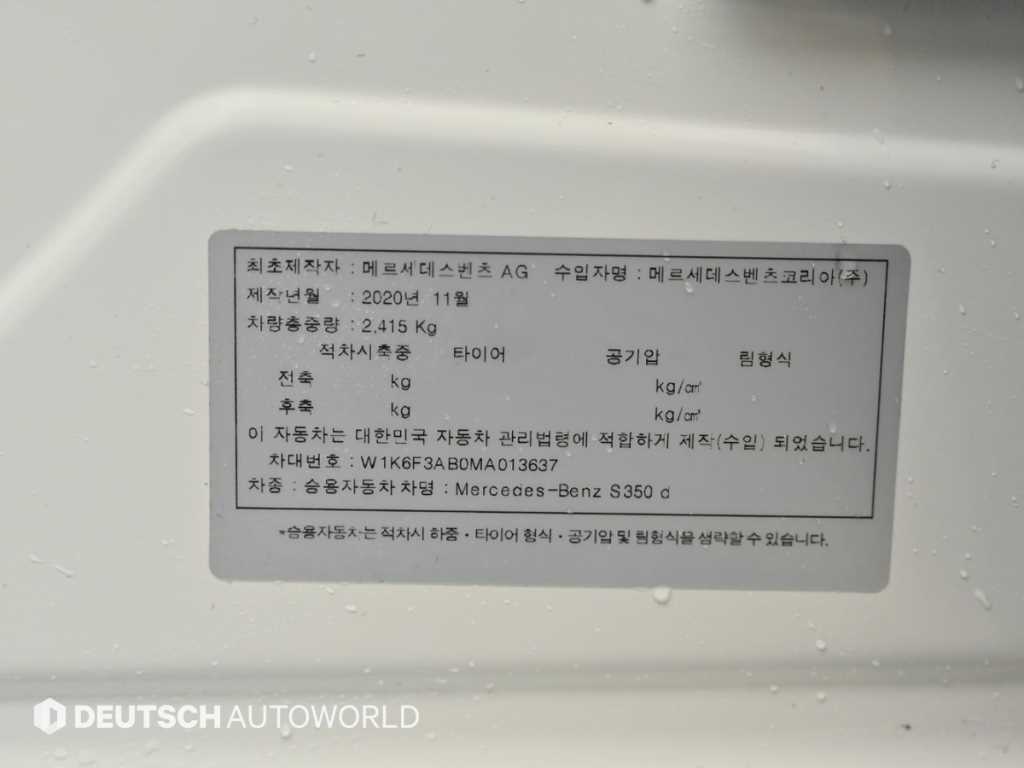 최초제작자 : 메르세데스벤츠 AG 수입자명 : 메르세데스벤츠코리아(주)
제작년월 : 2020년 11월
차량총중량 : 2,415 Kg
적차시축중 타이어 공기압 림형식
전축 kg kg/㎠
후축 kg kg/㎠
이 자동차는 대한민국 자동차 관리법령에 적합하게 제작(수입) 되었습니다.
차대번호 : W1K6F3AB0MA013637
차종 : 승용자동차 차명 : Mercedes-Benz S350 d
*승용자동차는 적차시 하중·타이어 형식·공기압 및 림형식을 생략할 수 있습니다.
DEUTSCH AUTOWORLD